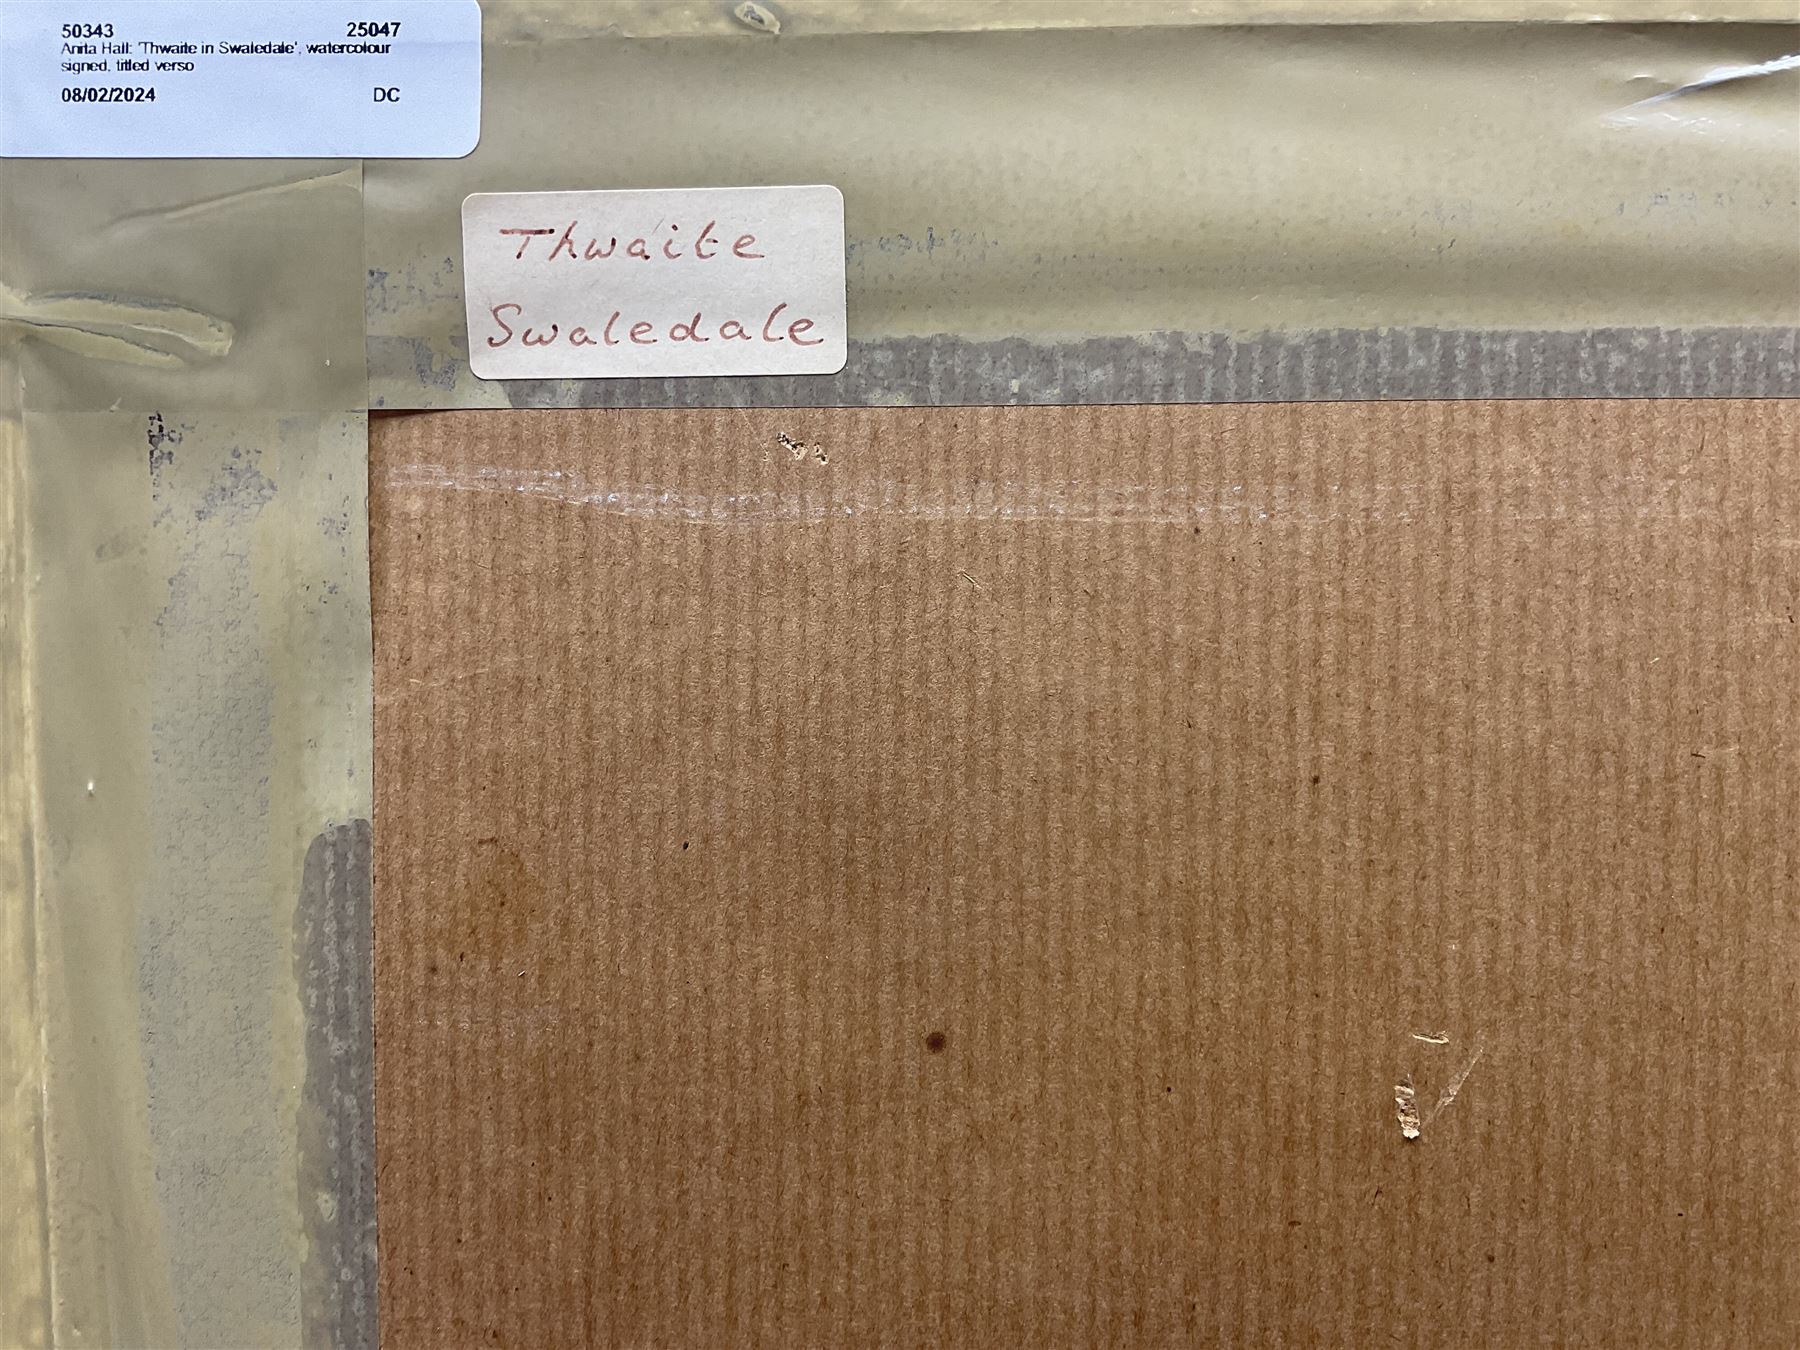 50343 25047
Anita Hall: 'Thwaite in Swaledale', watercolour
signed, titled verso
08/02/2024 DC
Thwaite
Swaledale